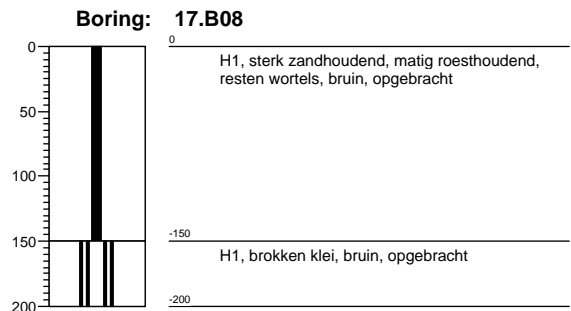 Boring: 17.B08
0
0
H1, sterk zandhoudend, matig roesthoudend,
resten wortels, bruin, opgebracht
50
100
150
-150
H1, brokken klei, bruin, opgebracht
200
-200